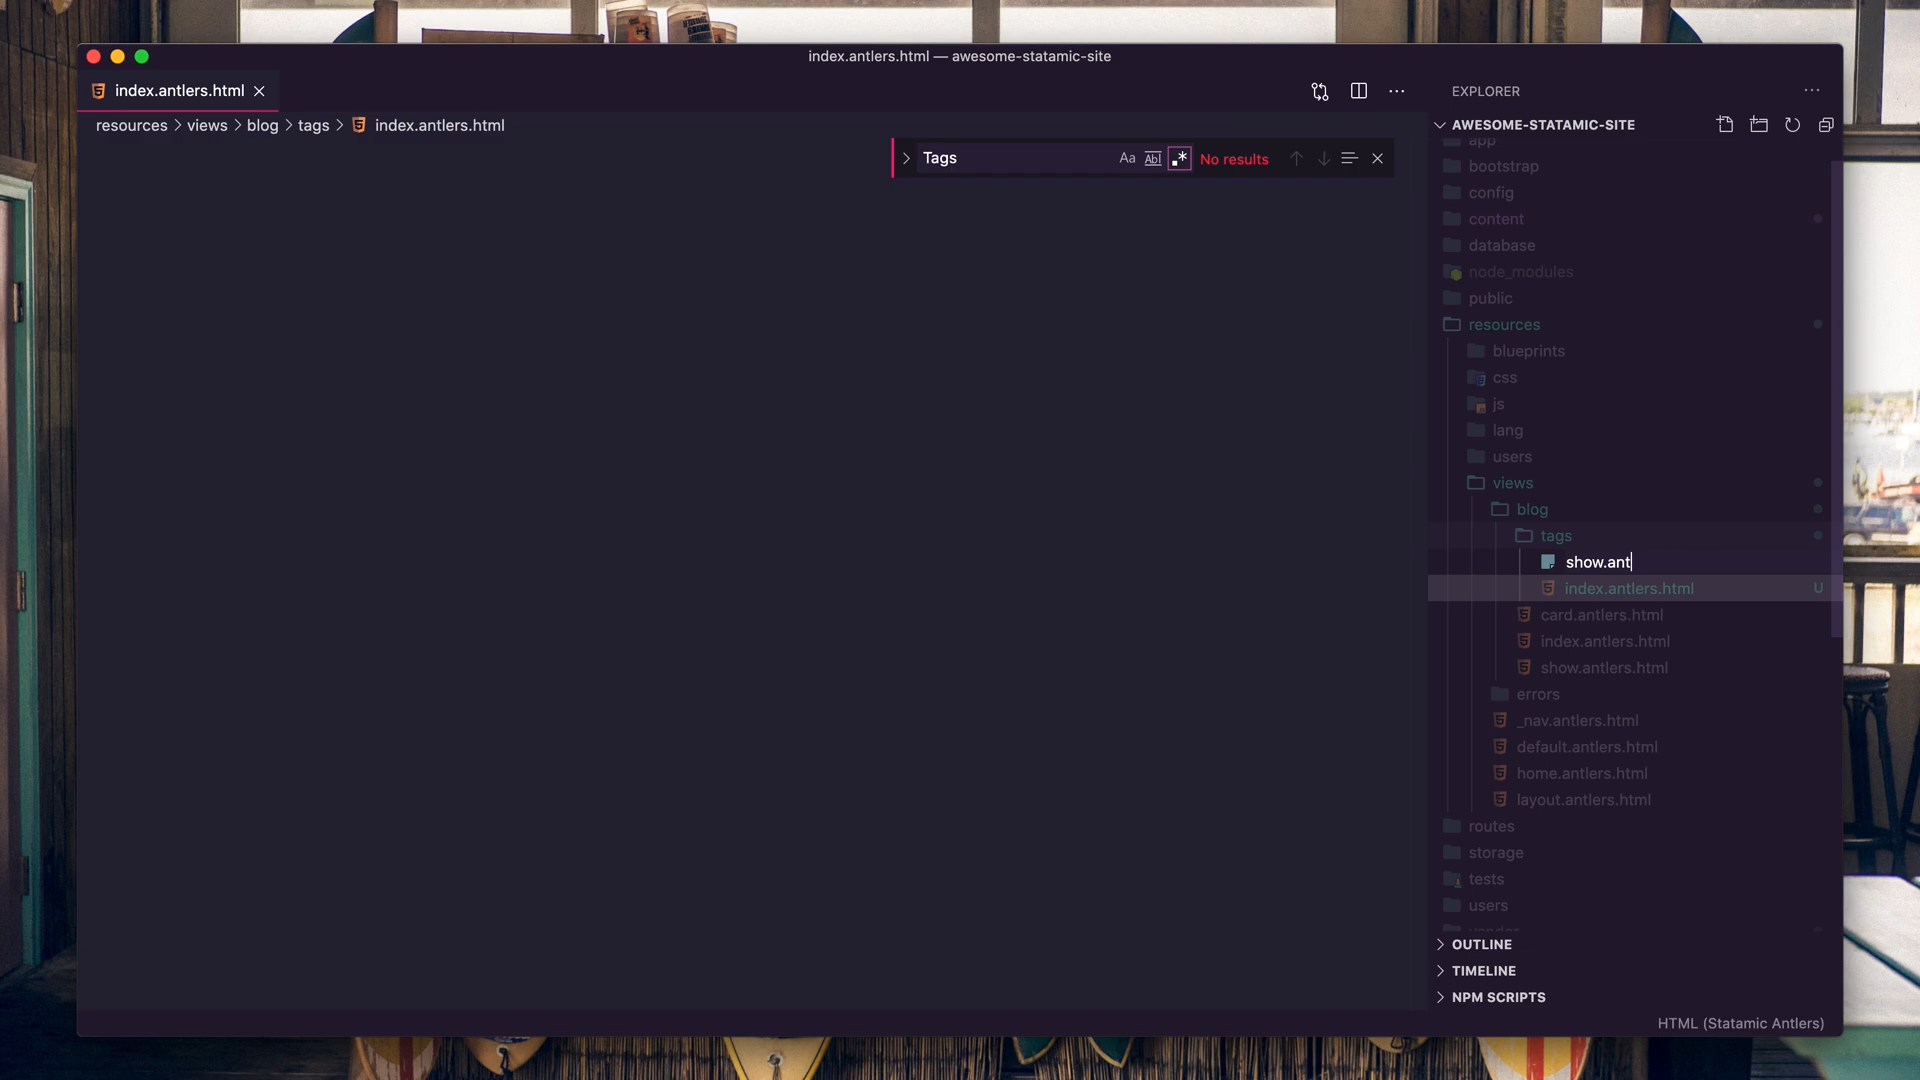 index.antlers.html — awesome-statamic-site
index.antlers.html
resources > views > blog > tags > index.antlers.html
Tags
Aa
Abl
No results
EXPLORER
AWESOME-STATAMIC-SITE
app
bootstrap
config
content
database
node_modules
public
resources
blueprints
css
js
lang
users
views
blog
tags
show.ant
index.antlers.html U
card.antlers.html
index.antlers.html
show.antlers.html
errors
_nav.antlers.html
default.antlers.html
home.antlers.html
layout.antlers.html
routes
storage
tests
users
OUTLINE
TIMELINE
NPM SCRIPTS
HTML (Statamic Antlers)